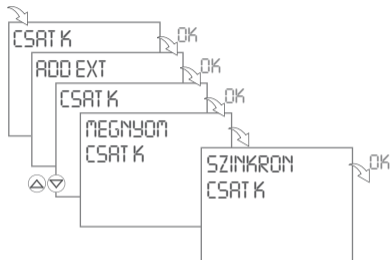 CSAT K
OK
ADD EXT
OK
CSAT K
OK
MEGNYOM
CSAT K
SZINKRON
CSAT K
OK